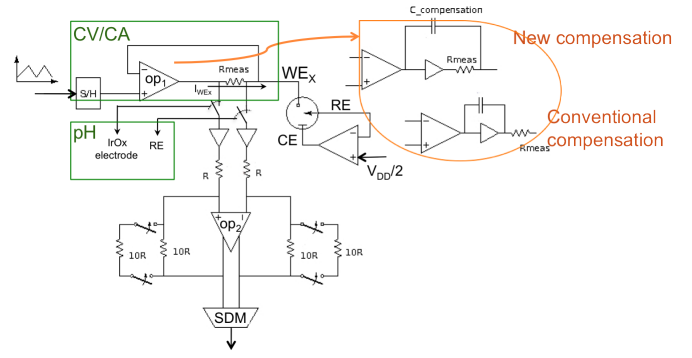 C_compensation
CV/CA
New compensation
Rmeas
Rmeas
WEX
op1
IWEx
S/H
RE
Conventional
compensation
Rmeas
pH
CE
IrOx
electrode
RE
VDD/2
R
R
op2
10R
10R
10R
10R
SDM